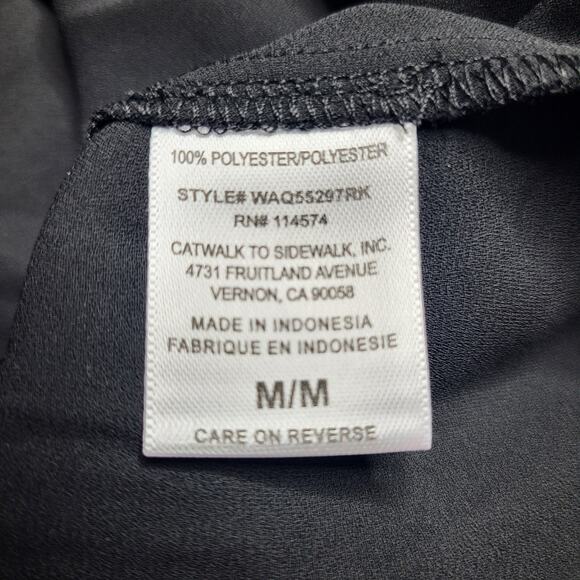 100% POLYESTER/POLYESTER
STYLE# WAQ55297RK
RN# 114574
CATWALK TO SIDEWALK, INC.
4731 FRUITLAND AVENUE
VERNON, CA 90058
MADE IN INDONESIA
FABRIQUE EN INDONESIE
M/M
CARE ON REVERSE